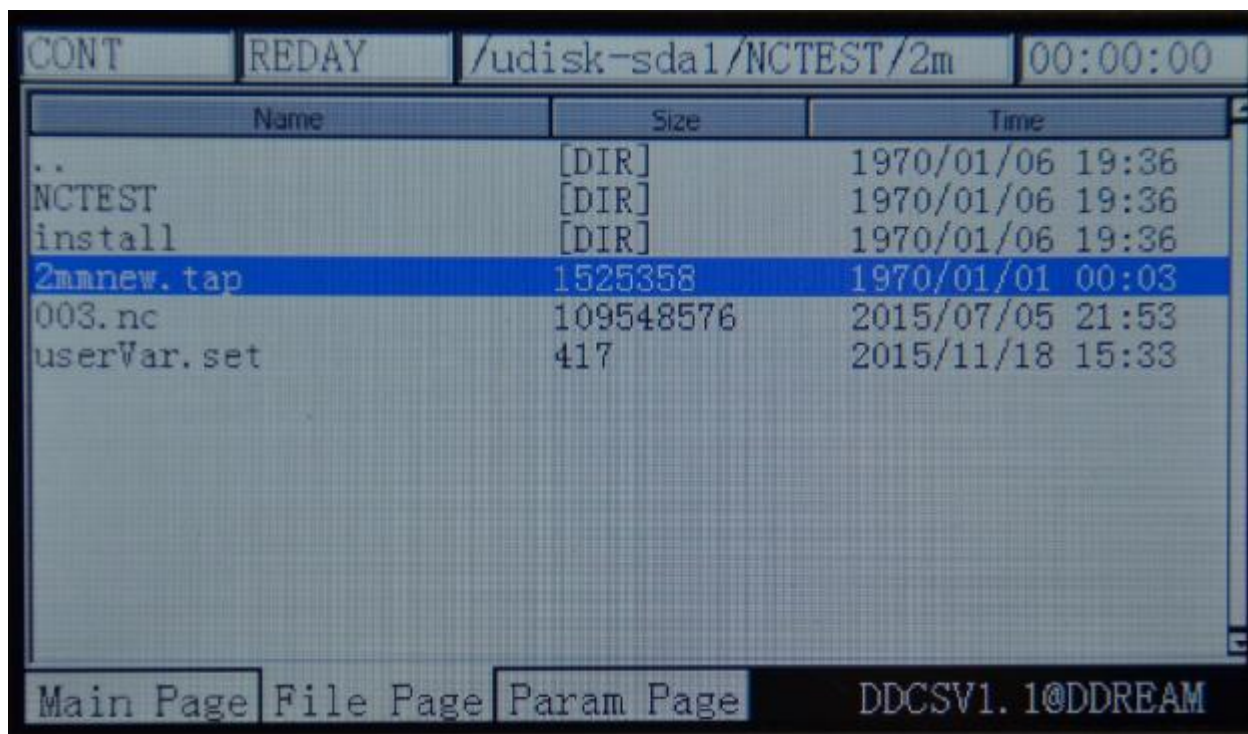 CONT REDAY /udisk-sda1/NCTEST/2m 00:00:00
Name Size Time
.. [DIR] 1970/01/06 19:36
NCTEST [DIR] 1970/01/06 19:36
install [DIR] 1970/01/06 19:36
2mmnew.tap 1525358 1970/01/01 00:03
003.nc 109548576 2015/07/05 21:53
userVar.set 417 2015/11/18 15:33
Main Page File Page Param Page DDCSV1.1@DDREAM